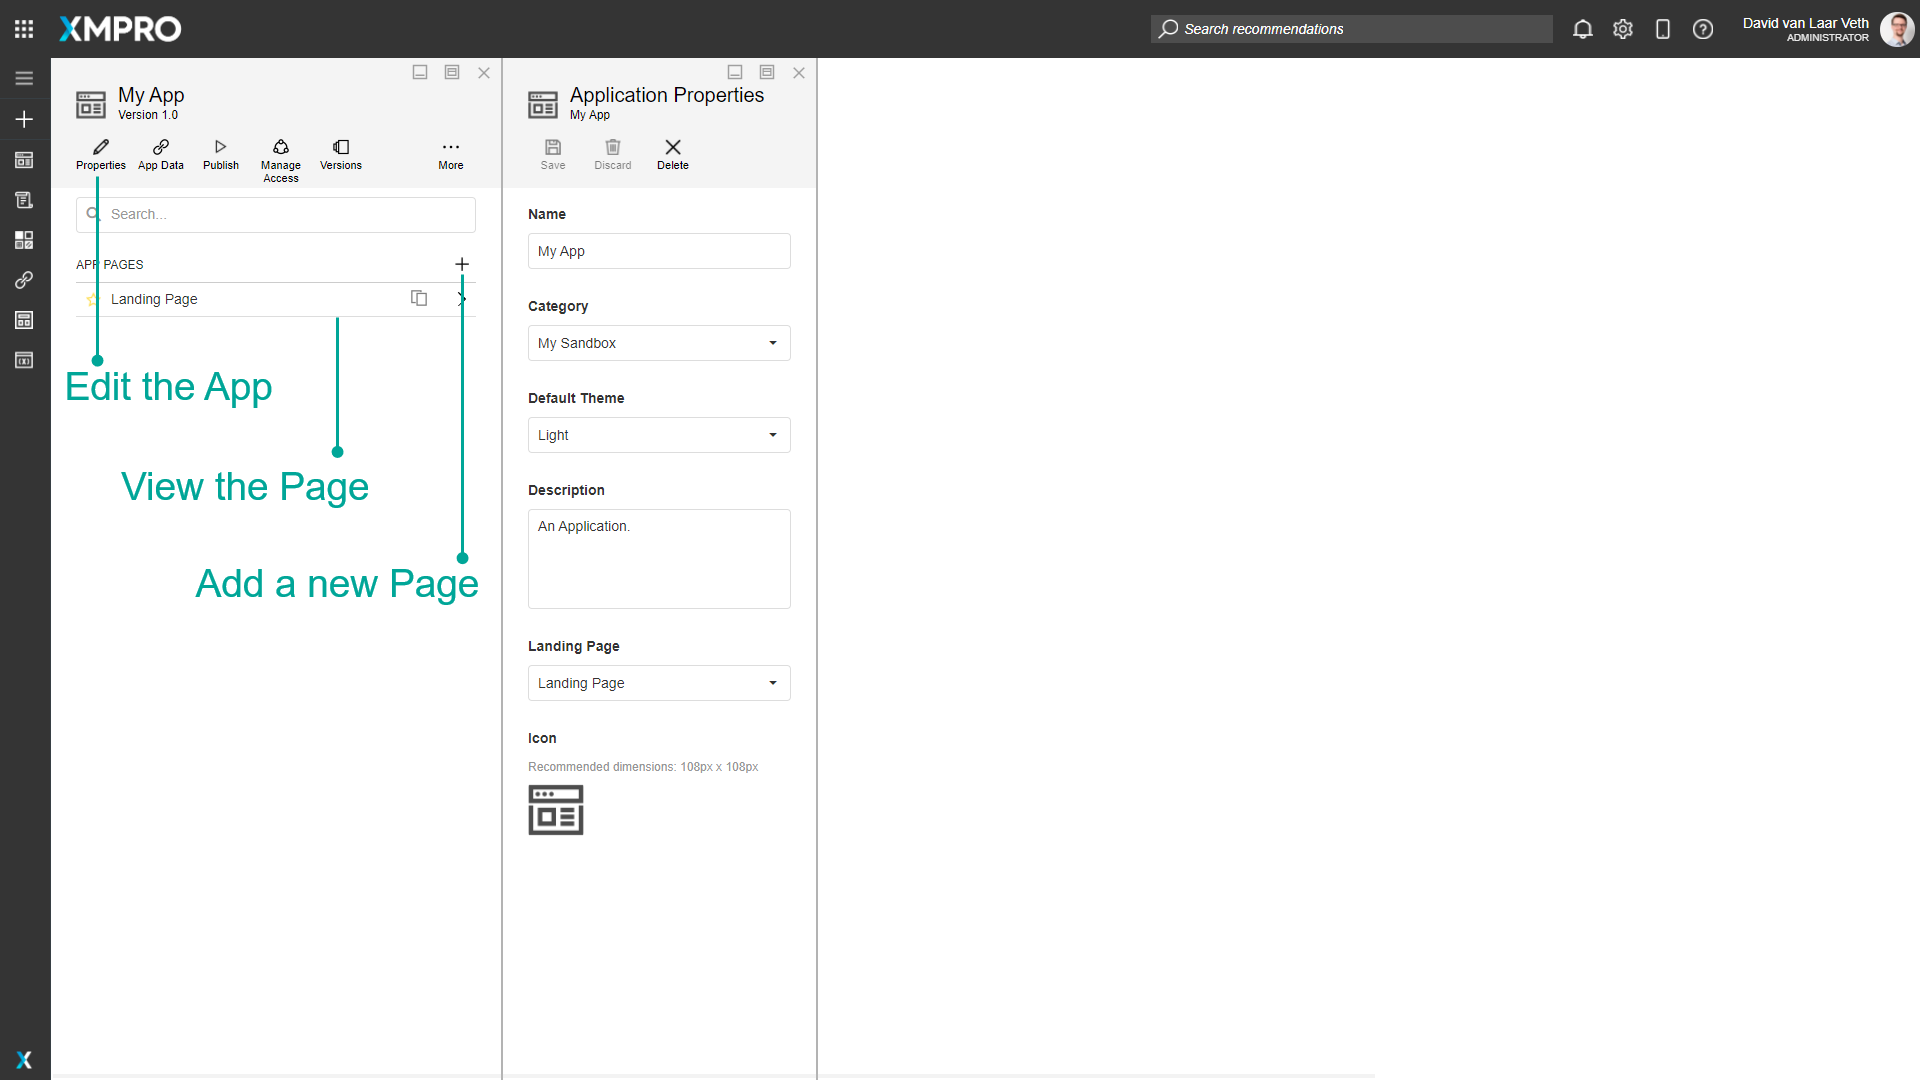 XMPRO
Search recommendations
David van Laar Veth
ADMINISTRATOR
My App
Version 1.0
Properties
App Data
Publish
Manage
Access
Versions
More
Search...
APP PAGES
Landing Page
Edit the App
View the Page
Add a new Page
Application Properties
My App
Save
Discard
Delete
Name
My App
Category
My Sandbox
Default Theme
Light
Description
An Application.
Landing Page
Landing Page
Icon
Recommended dimensions: 108px x 108px